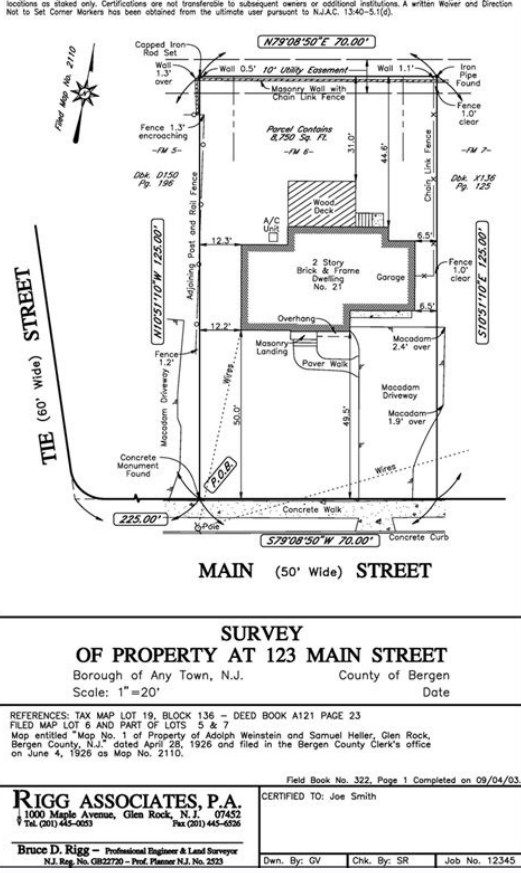 locations as staked only. Certifications are not transferable to subsequent owners or additional institutions. A written Waiver and Direction
Not to Set Corner Markers has been obtained from the ultimate user pursuant to N.J.A.C. 13:40-5.1(d).
Filed Map No. 2110
Capped Iron
Rod Set
N79°08'50"E 70.00'
Wall
1.3'
over
Wall 0.5'
10' Utility Easement
Wall 1.1'
Iron
Pipe
Found
Masonry Wall with
Chain Link Fence
Fence
1.0'
clear
Fence 1.3'
encroaching
Parcel Contains
8,750 Sq. Ft.
-FM 5-
-FM 6-
-FM 7-
31.0'
44.6'
Chain Link Fence
Dbk. D150
Pg. 196
Dbk. X136
Pg. 125
Adjoining Post and Rail Fence
Wood
Deck
A/C
Unit
N10°51'10"W 125.00'
S10°51'10"E 125.00'
12.3'
6.5'
2 Story
Brick & Frame
Dwelling
No. 21
Garage
Fence
1.0'
clear
6.5'
TIE (60' Wide) STREET
12.2'
Overhang
Masonry
Landing
Paver Walk
Macadam
2.4' over
Fence
1.2'
Macadam Driveway
Wires
50.0'
49.5'
Macadam
Driveway
Macadam
1.9' over
Concrete
Monument
Found
P.O.B.
Wires
225.00'
Concrete Walk
Pole
S79°08'50"W 70.00'
Concrete Curb
MAIN (50' Wide) STREET
SURVEY
OF PROPERTY AT 123 MAIN STREET
Borough of Any Town, N.J. County of Bergen
Scale: 1"=20' Date
REFERENCES: TAX MAP LOT 19, BLOCK 136 - DEED BOOK A121 PAGE 23
FILED MAP LOT 6 AND PART OF LOTS 5 & 7
Map entitled "Map No. 1 of Property of Adolph Weinstein and Samuel Heller, Glen Rock,
Bergen County, N.J." dated April 28, 1926 and filed in the Bergen County Clerk's office
on June 4, 1926 as Map No. 2110.
Field Book No. 322, Page 1 Completed on 09/04/03.
RIGG ASSOCIATES, P.A.
1000 Maple Avenue, Glen Rock, N.J. 07452
Tel. (201) 445-0053 Fax (201) 445-6526
CERTIFIED TO: Joe Smith
Bruce D. Rigg - Professional Engineer & Land Surveyor
N.J. Reg. No. GB22720 - Prof. Planner N.J. No. 2523
Dwn. By: GV
Chk. By: SR
Job No. 12345